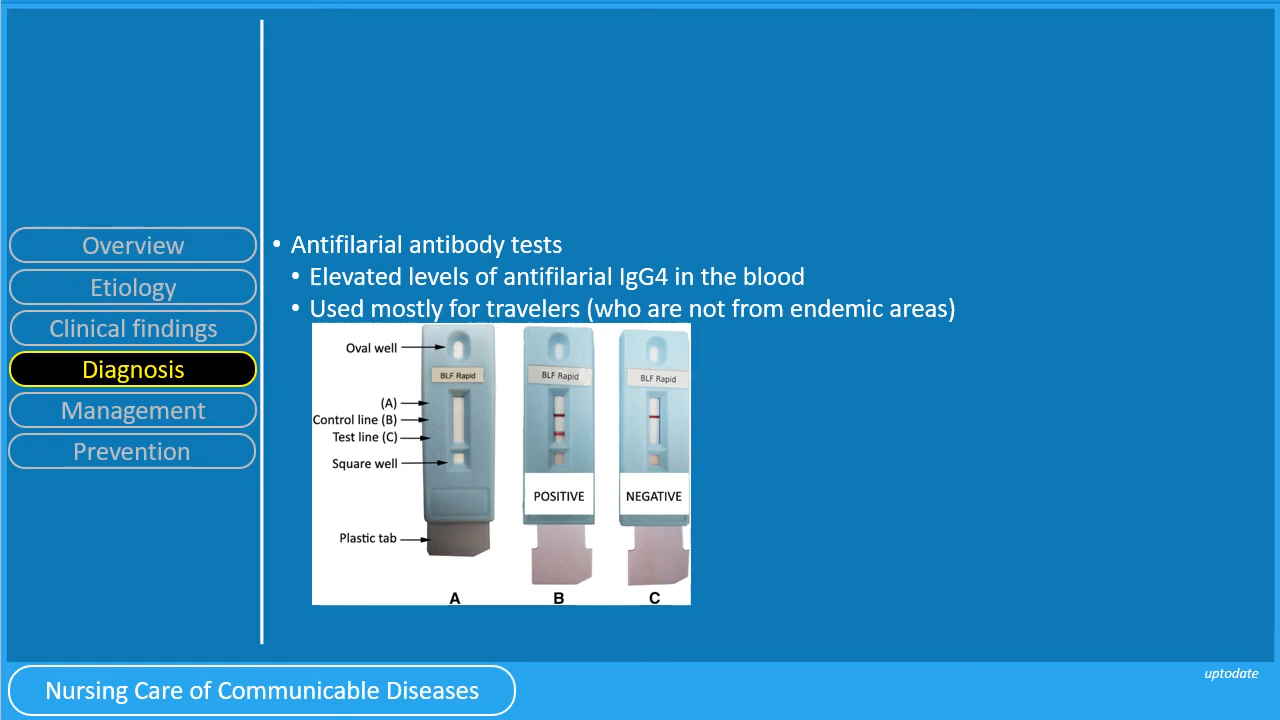 Overview
Etiology
Clinical findings
Diagnosis
Management
Prevention
• Antifilarial antibody tests
• Elevated levels of antifilarial IgG4 in the blood
• Used mostly for travelers (who are not from endemic areas)
Oval well
(A)
Control line (B)
Test line (C)
Square well
Plastic tab
BLF Rapid
BLF Rapid
BLF Rapid
POSITIVE
NEGATIVE
A
B
C
Nursing Care of Communicable Diseases
uptodate